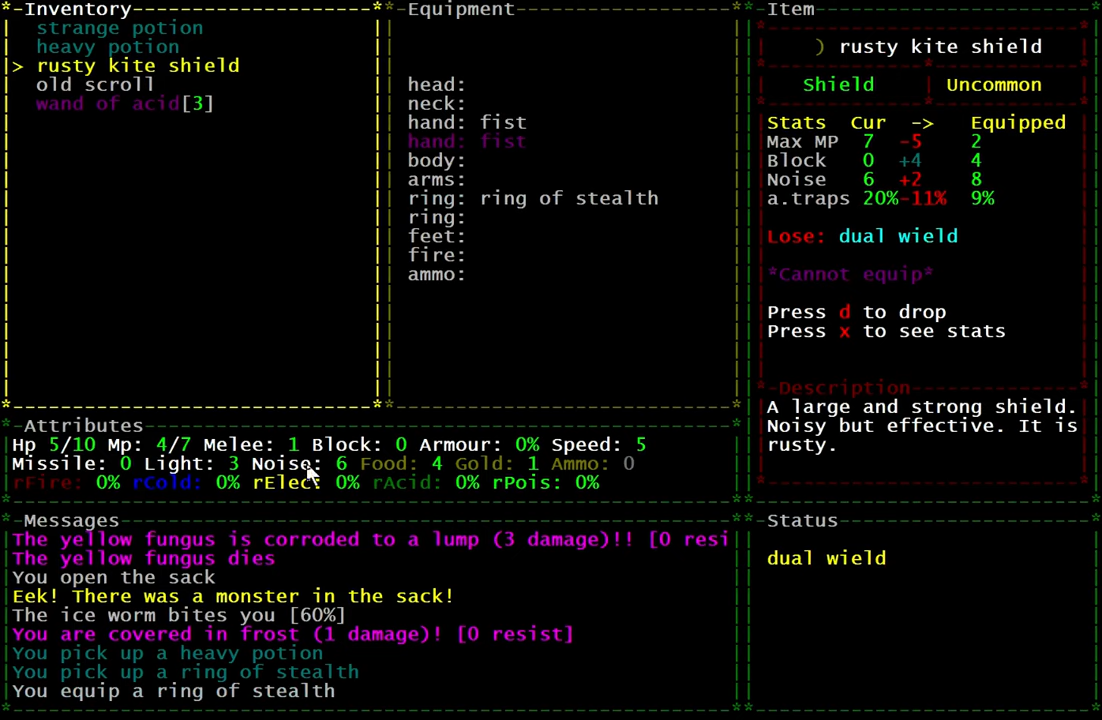 Inventory
strange potion
heavy potion
> rusty kite shield
old scroll
wand of acid[3]
Equipment
head:
neck:
hand: fist
hand: fist
body:
arms:
ring: ring of stealth
ring:
feet:
fire:
ammo:
Item
) rusty kite shield
Shield | Uncommon
Stats Cur -> Equipped
Max MP 7 -5 2
Block 0 +4 4
Noise 6 +2 8
a.traps 20%-11% 9%
Lose: dual wield
*Cannot equip*
Press d to drop
Press x to see stats
Description
A large and strong shield.
Noisy but effective. It is
rusty.
Attributes
Hp 5/10 Mp: 4/7 Melee: 1 Block: 0 Armour: 0% Speed: 5
Missile: 0 Light: 3 Noise: 6 Food: 4 Gold: 1 Ammo: 0
rFire: 0% rCold: 0% rElec: 0% rAcid: 0% rPois: 0%
Messages
The yellow fungus is corroded to a lump (3 damage)!! [0 resi
The yellow fungus dies
You open the sack
Eek! There was a monster in the sack!
The ice worm bites you [60%]
You are covered in frost (1 damage)! [0 resist]
You pick up a heavy potion
You pick up a ring of stealth
You equip a ring of stealth
Status
dual wield